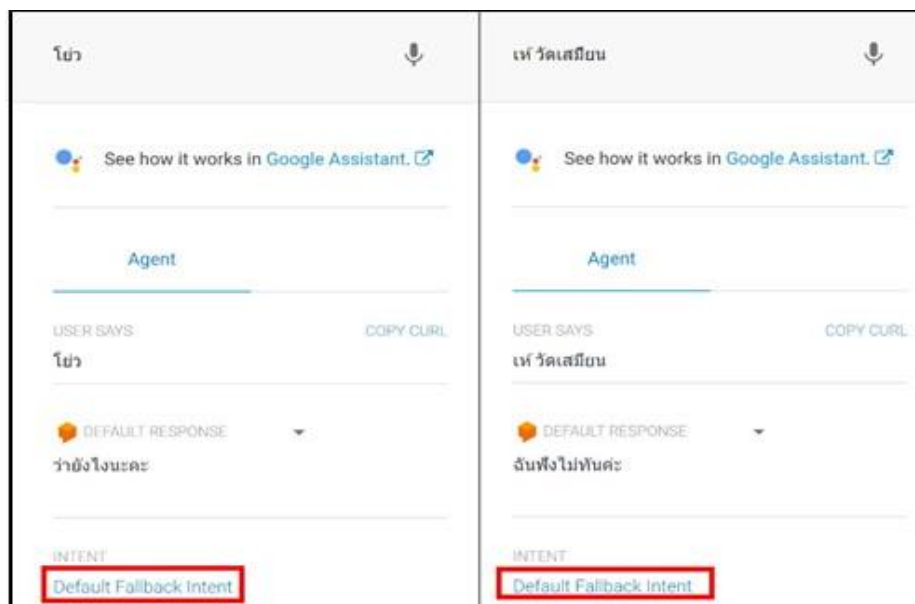 โย่ว
See how it works in Google Assistant.
Agent
USER SAYS
COPY CURL
โย่ว
DEFAULT RESPONSE
ว่ายังไงนะคะ
INTENT
Default Fallback Intent
เห้ วัดเสมียน
See how it works in Google Assistant.
Agent
USER SAYS
COPY CURL
เห้ วัดเสมียน
DEFAULT RESPONSE
ฉันฟังไม่ทันค่ะ
INTENT
Default Fallback Intent